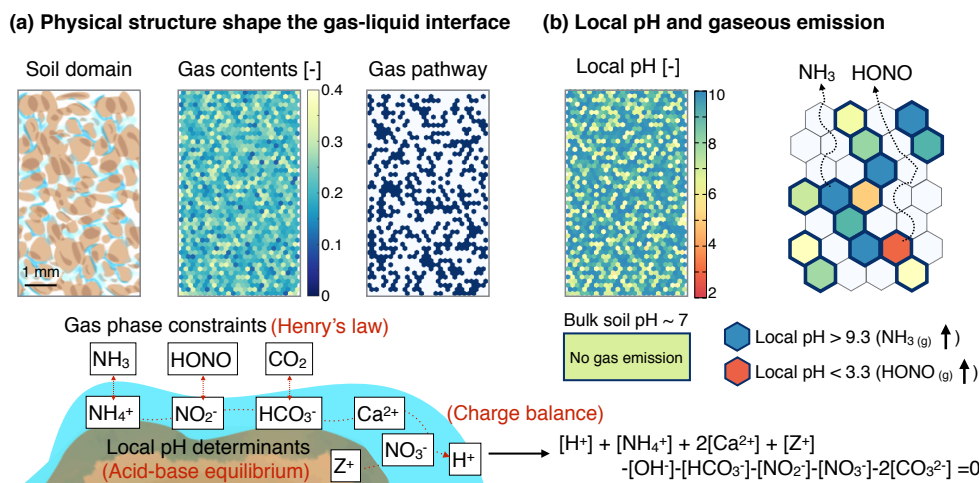 (a) Physical structure shape the gas-liquid interface
Soil domain
Gas contents [-]
Gas pathway
0.4
0.3
0.2
0.1
0
1 mm
Gas phase constraints (Henry's law)
NH₃
HONO
CO₂
NH₄⁺
NO₂⁻
HCO₃⁻
Ca²⁺
(Charge balance)
Local pH determinants
(Acid-base equilibrium)
Z⁺
NO₃⁻
H⁺
[H⁺] + [NH₄⁺] + 2[Ca²⁺] + [Z⁺]
-[OH⁻]-[HCO₃⁻]-[NO₂⁻]-[NO₃⁻]-2[CO₃²⁻] =0
(b) Local pH and gaseous emission
Local pH [-]
10
8
6
4
2
NH₃
HONO
Bulk soil pH ~ 7
No gas emission
Local pH > 9.3 (NH₃ (g) ↑)
Local pH < 3.3 (HONO (g) ↑)